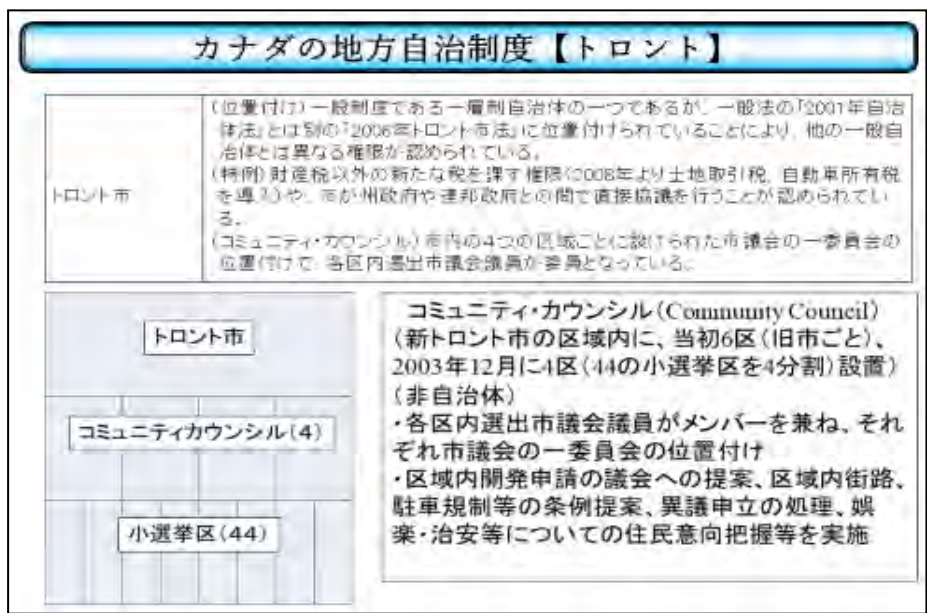 カナダの地方自治制度【トロント】
トロント市
(位置付け)一般制度である一層制自治体の一つであるが、一般法の「2001年自治
体法」とは別の「2006年トロント市法」に位置付けられていることにより、他の一般自
治体とは異なる権限が認められている。
(特例)財産税以外の新たな税を課す権限(2008年より土地取引税、自動車所有税
を導入)や、市が州政府や連邦政府との間で直接協議を行うことが認められてい
る。
(コミュニティ・カウンシル)市内の4つの区域ごとに設けられた市議会の一委員会の
位置付けで、各区内選出市議会議員が委員となっている。
トロント市
コミュニティカウンシル(4)
小選挙区(44)
コミュニティ・カウンシル(Community Council)
(新トロント市の区域内に、当初6区(旧市ごと)、
2003年12月に4区(44の小選挙区を4分割)設置)
(非自治体)
・各区内選出市議会議員がメンバーを兼ね、それ
ぞれ市議会の一委員会の位置付け
・区域内開発申請の議会への提案、区域内街路、
駐車規制等の条例提案、異議申立の処理、娯
楽・治安等についての住民意向把握等を実施